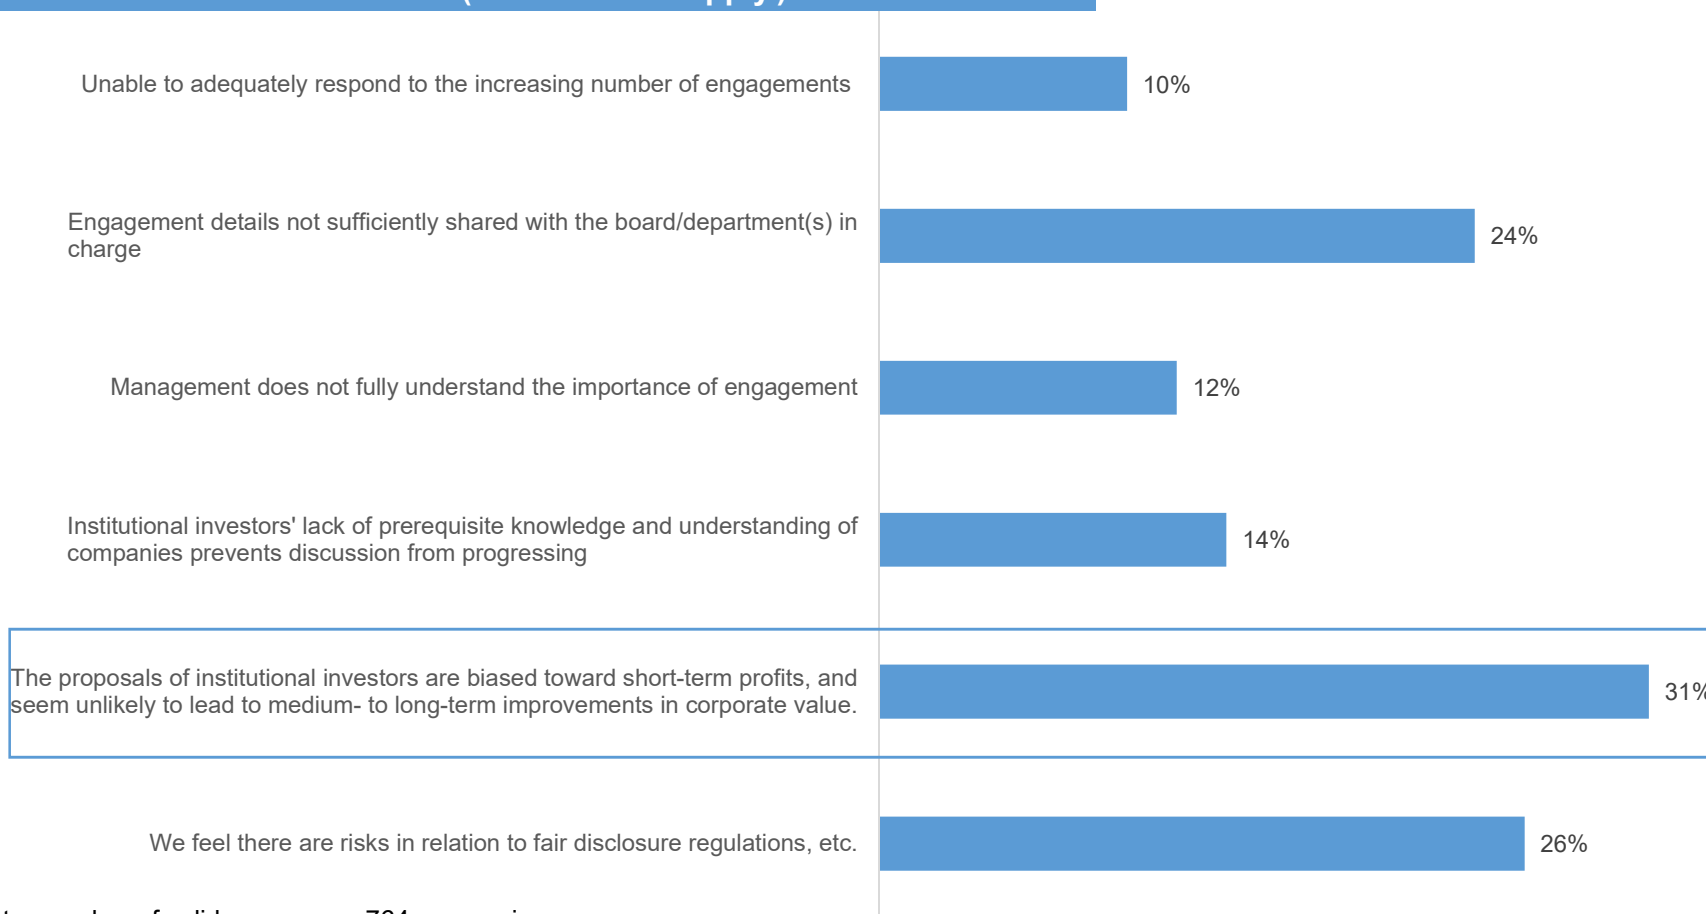 Unable to adequately respond to the increasing number of engagements
10%
Engagement details not sufficiently shared with the board/department(s) in
charge
24%
Management does not fully understand the importance of engagement
12%
Institutional investors' lack of prerequisite knowledge and understanding of
companies prevents discussion from progressing
14%
The proposals of institutional investors are biased toward short-term profits, and
seem unlikely to lead to medium- to long-term improvements in corporate value.
31%
We feel there are risks in relation to fair disclosure regulations, etc.
26%